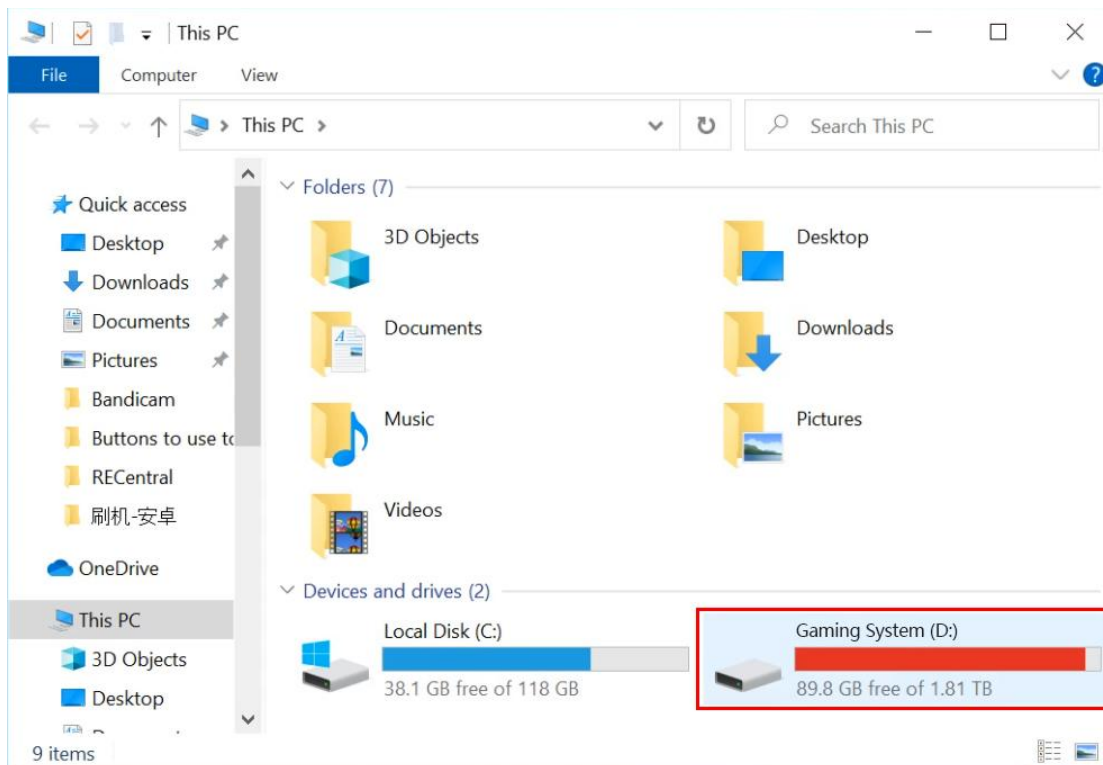 This PC
File Computer View
This PC
Search This PC
Quick access
Desktop
Downloads
Documents
Pictures
Bandicam
Buttons to use to
RECentral
刷机-安卓
OneDrive
This PC
3D Objects
Desktop
Folders (7)
3D Objects
Desktop
Documents
Downloads
Music
Pictures
Videos
Devices and drives (2)
Local Disk (C:)
38.1 GB free of 118 GB
Gaming System (D:)
89.8 GB free of 1.81 TB
9 items